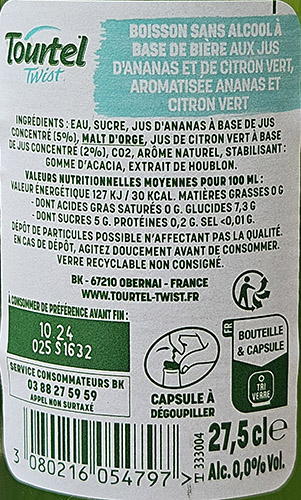 Tourtel
Twist
BOISSON SANS ALCOOL À
BASE DE BIÈRE AUX JUS
D'ANANAS ET DE CITRON VERT,
AROMATISÉE ANANAS ET
CITRON VERT
INGRÉDIENTS : EAU, SUCRE, JUS D'ANANAS À BASE DE JUS
CONCENTRÉ (5%), MALT D'ORGE, JUS DE CITRON VERT À BASE
DE JUS CONCENTRÉ (2%), CO2, ARÔME NATUREL, STABILISANT :
GOMME D'ACACIA, EXTRAIT DE HOUBLON.
VALEURS NUTRITIONNELLES MOYENNES POUR 100 ML :
VALEUR ÉNERGÉTIQUE 127 KJ / 30 KCAL. MATIÈRES GRASSES 0 G
- DONT ACIDES GRAS SATURÉS 0 G. GLUCIDES 7,3 G
- DONT SUCRES 5 G. PROTÉINES 0,2 G. SEL <0,01 G.
DÉPÔT DE PARTICULES POSSIBLE N'AFFECTANT PAS LA QUALITÉ.
EN CAS DE DÉPÔT, AGITEZ DOUCEMENT AVANT DE CONSOMMER.
VERRE RECYCLABLE NON CONSIGNÉ.
BK - 67210 OBERNAI - FRANCE
WWW.TOURTEL-TWIST.FR
À CONSOMMER DE PRÉFÉRENCE AVANT FIN :
10 24
025 S1632
SERVICE CONSOMMATEURS BK
03 88 27 59 59
APPEL NON SURTAXÉ
CAPSULE À
DÉGOUPILLER
FR
BOUTEILLE
& CAPSULE
TRI
VERRE
3 080216 054797
T 333004
27,5 cl e
Alc. 0,0% Vol.